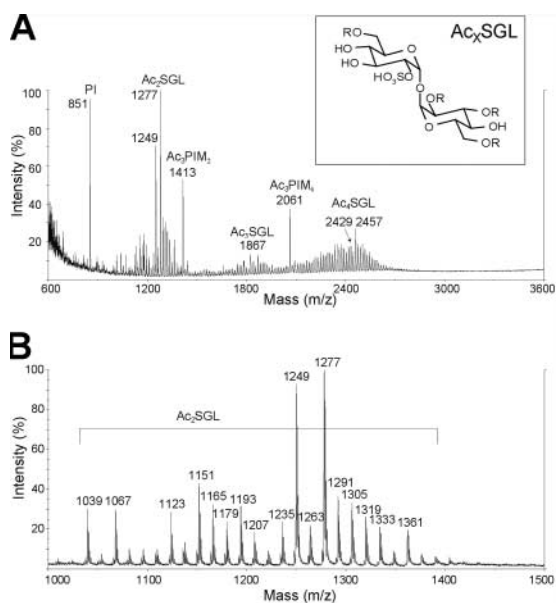 A
PI
851
Ac₂SGL
1277
1249
Ac₃PIM₂
1413
Ac₃SGL
1867
Ac₃PIM₆
2061
Ac₄SGL
2429 2457
AcₓSGL
RO
HO
HO
HO₃SO
O
O
RO
O
OR
OH
OR
Intensity (%)
100
80
60
40
20
600 1200 1800 2400 3000 3600
Mass (m/z)
B
Ac₂SGL
1277
1249
1039
1067
1123
1151
1165
1179
1193
1207
1235
1263
1291
1305
1319
1333
1361
Intensity (%)
100
80
60
40
20
1000 1100 1200 1300 1400 1500
Mass (m/z)